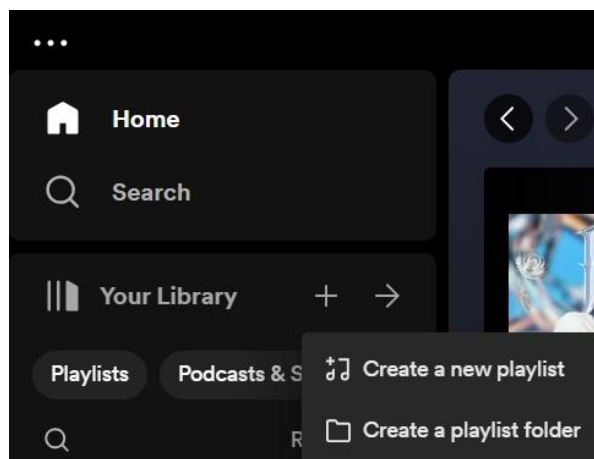 Home
Search
Your Library
Playlists
Podcasts & S
Create a new playlist
R
Create a playlist folder